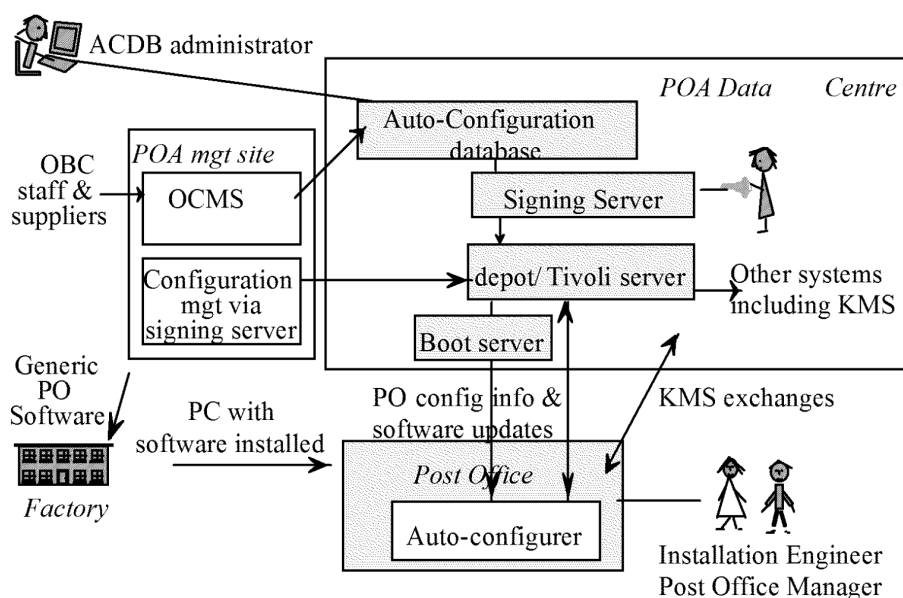 ACDB administrator
POA Data Centre
Auto-Configuration
database
POA mgt site
OBC
staff &
suppliers
OCMS
Signing Server
Configuration
mgt via
signing server
depot/ Tivoli server
Other systems
including KMS
Boot server
Generic
PO
Software
PC with
software installed
PO config info &
software updates
KMS exchanges
Post Office
Factory
Auto-configurer
Installation Engineer
Post Office Manager